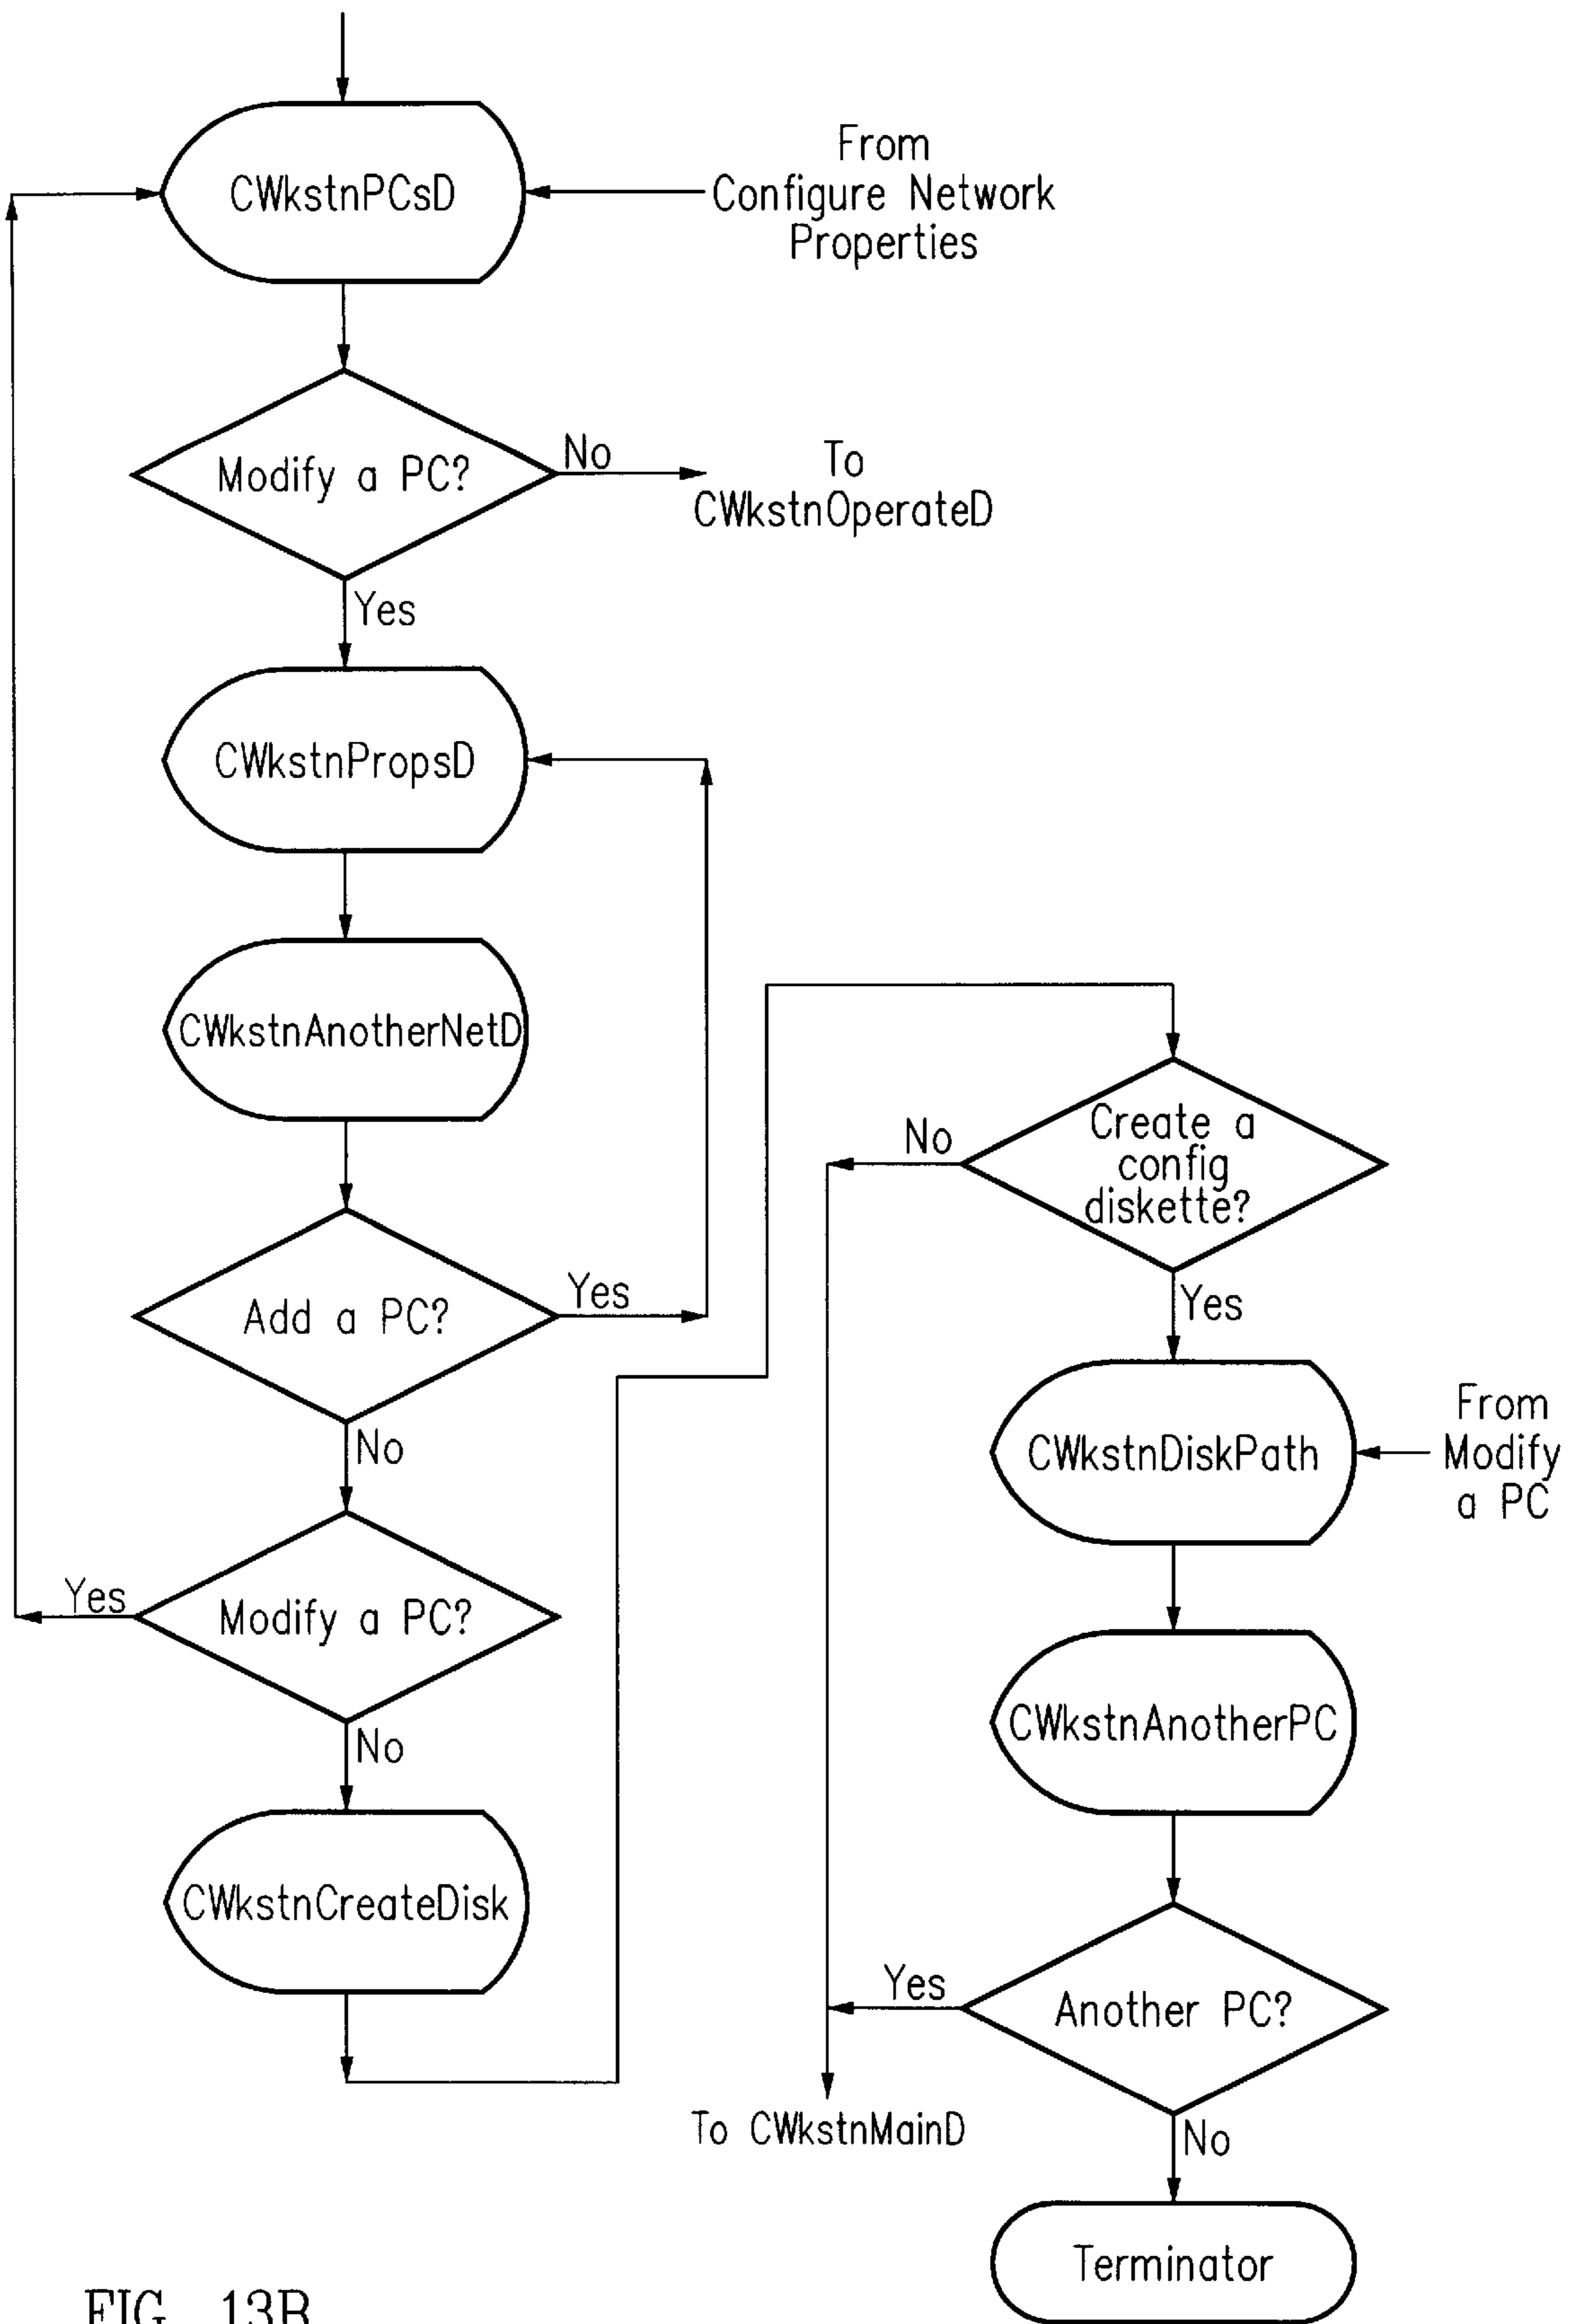 CWkstnPCsD
From
Configure Network
Properties
Modify a PC?
No
To
CWkstnOperateD
Yes
CWkstnPropsD
CWkstnAnotherNetD
Add a PC?
Yes
No
Modify a PC?
Yes
No
CWkstnCreateDisk
Create a
config
diskette?
No
Yes
CWkstnDiskPath
From
Modify
a PC
CWkstnAnotherPC
Another PC?
Yes
To CWkstnMainD
No
Terminator
FIG. 13B